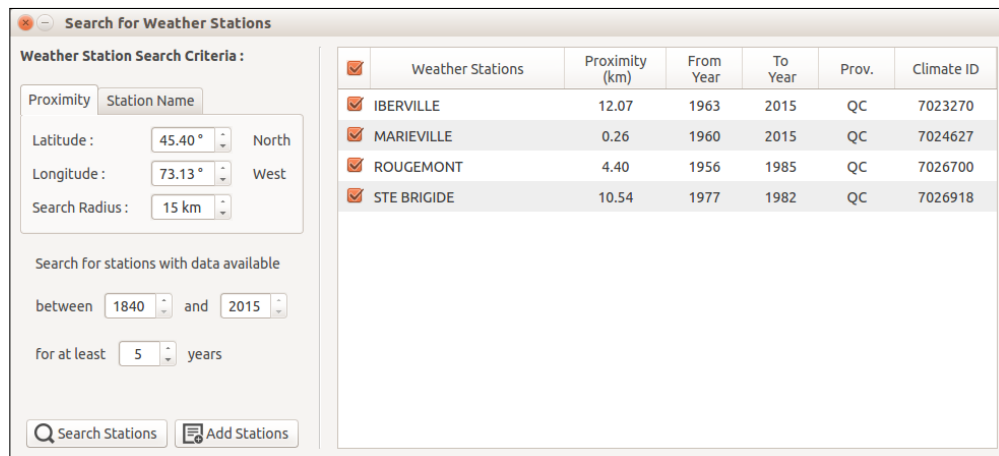 Search for Weather Stations
Weather Station Search Criteria :
Proximity Station Name
Latitude : 45.40 ° North
Longitude : 73.13 ° West
Search Radius : 15 km
Search for stations with data available
between 1840 and 2015
for at least 5 years
Search Stations Add Stations
Weather Stations Proximity (km) From Year To Year Prov. Climate ID
IBERVILLE 12.07 1963 2015 QC 7023270
MARIEVILLE 0.26 1960 2015 QC 7024627
ROUGEMONT 4.40 1956 1985 QC 7026700
STE BRIGIDE 10.54 1977 1982 QC 7026918